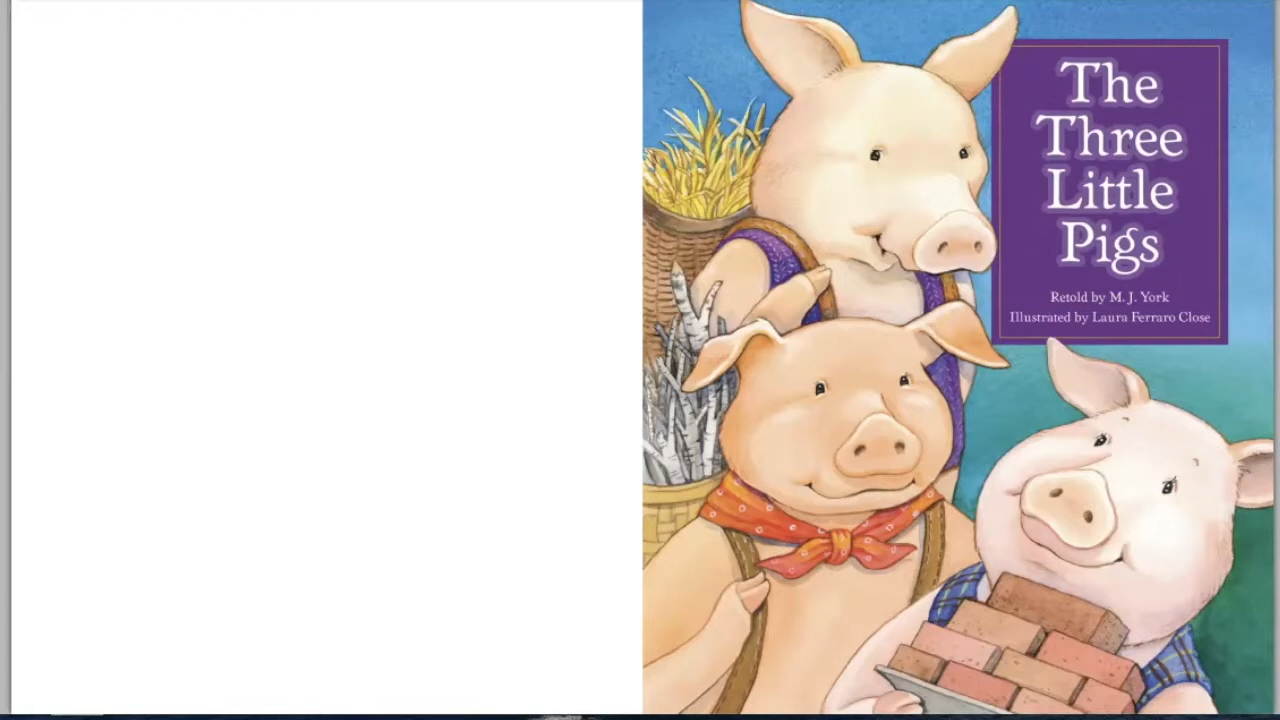 The
Three
Little
Pigs
Retold by M. J. York
Illustrated by Laura Ferraro Close